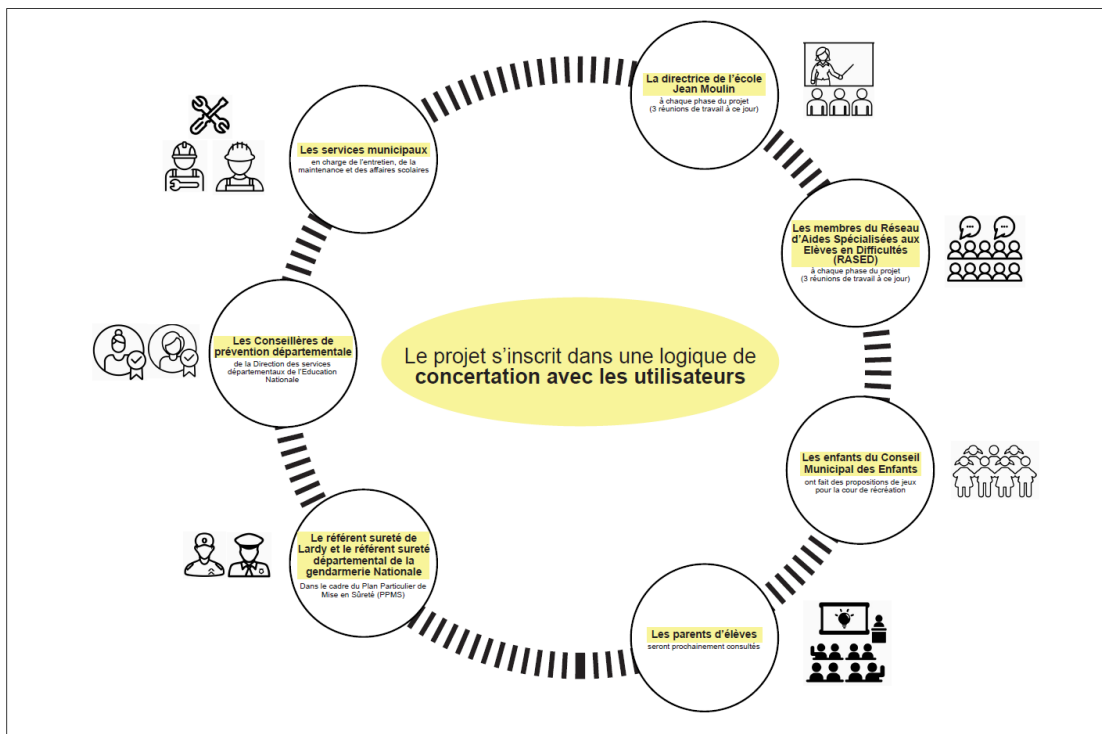 La directrice de l'école
Jean Moulin
à chaque phase du projet
(3 réunions de travail à ce jour)
Les services municipaux
en charge de l'entretien, de la
maintenance et des affaires scolaires
Les membres du Réseau
d'Aides Spécialisées aux
Elèves en Difficultés
(RASED)
à chaque phase du projet
(3 réunions de travail à ce jour)
Les Conseillères de
prévention départementale
de la Direction des services
départementaux de l'Education
Nationale
Le projet s'inscrit dans une logique de
concertation avec les utilisateurs
Les enfants du Conseil
Municipal des Enfants
ont fait des propositions de jeux
pour la cour de récréation
Le référent sureté de
Lardy et le référent sureté
départemental de la
gendarmerie Nationale
Dans le cadre du Plan Particulier de
Mise en Sûreté (PPMS)
Les parents d'élèves
seront prochainement consultés